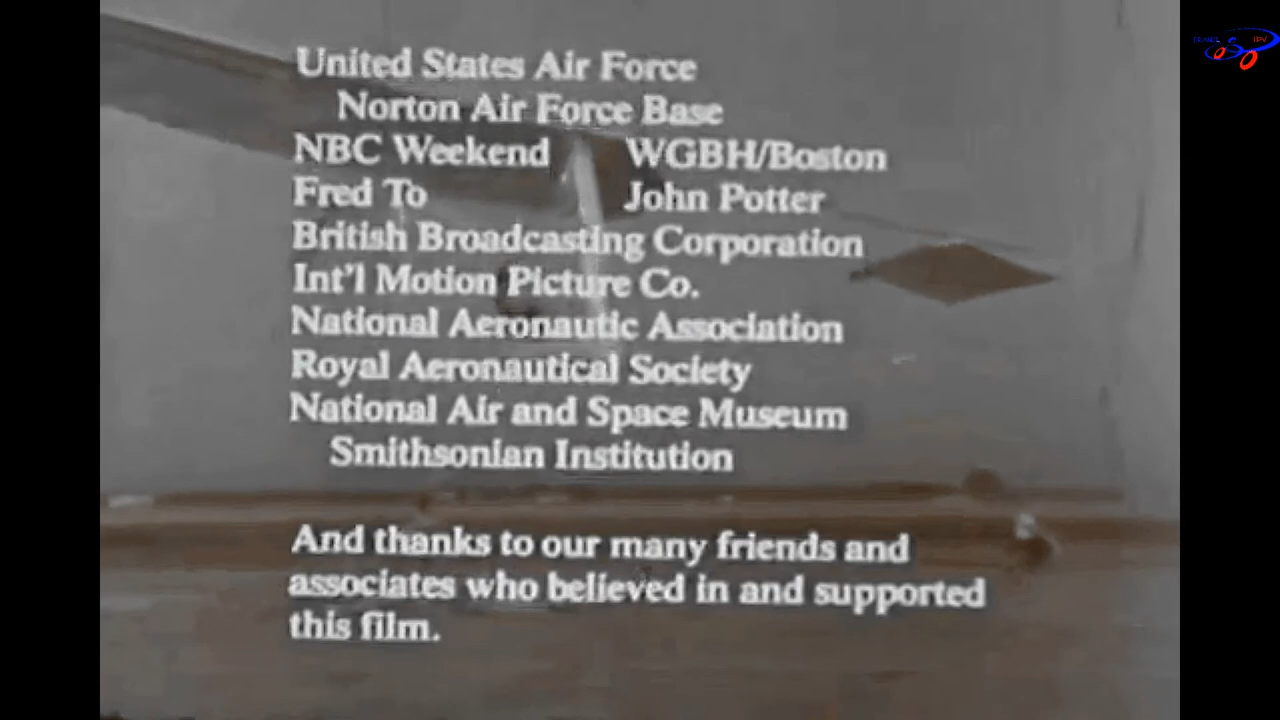 United States Air Force
Norton Air Force Base
NBC Weekend WGBH/Boston
Fred To John Potter
British Broadcasting Corporation
Int'l Motion Picture Co.
National Aeronautic Association
Royal Aeronautical Society
National Air and Space Museum
Smithsonian Institution
And thanks to our many friends and
associates who believed in and supported
this film.